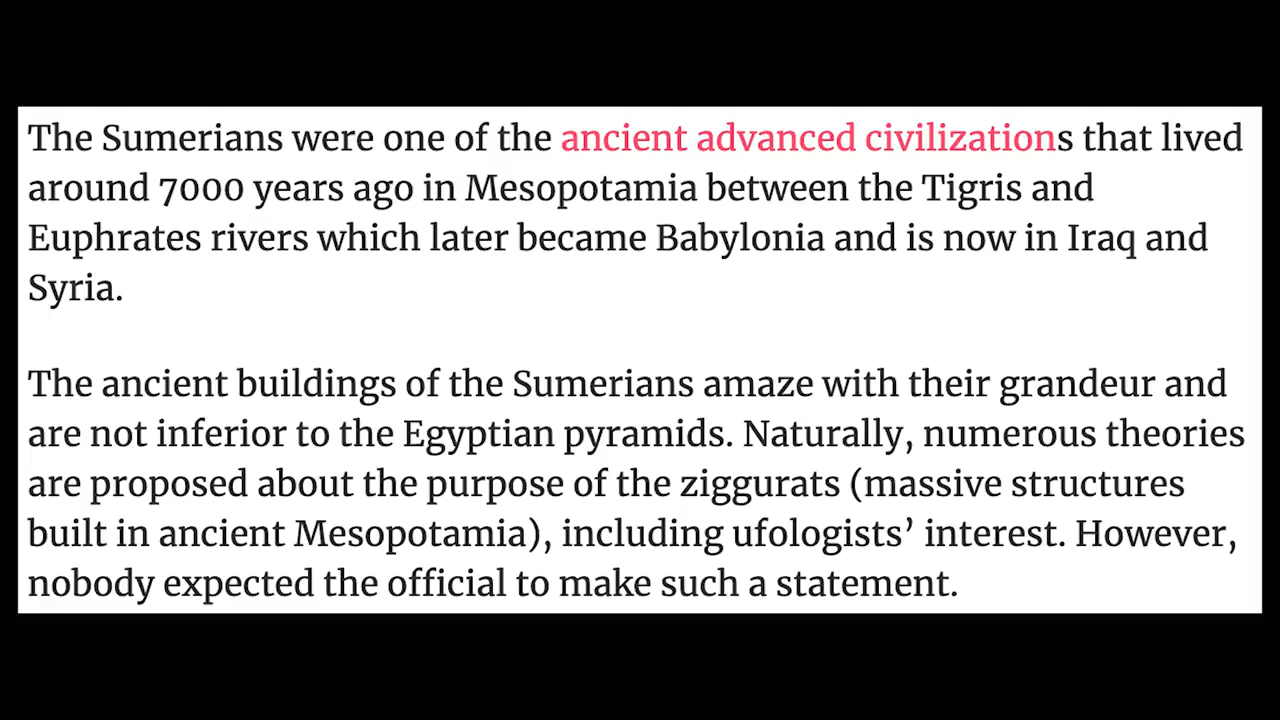 The Sumerians were one of the ancient advanced civilizations that lived
around 7000 years ago in Mesopotamia between the Tigris and
Euphrates rivers which later became Babylonia and is now in Iraq and
Syria.
The ancient buildings of the Sumerians amaze with their grandeur and
are not inferior to the Egyptian pyramids. Naturally, numerous theories
are proposed about the purpose of the ziggurats (massive structures
built in ancient Mesopotamia), including ufologists’ interest. However,
nobody expected the official to make such a statement.